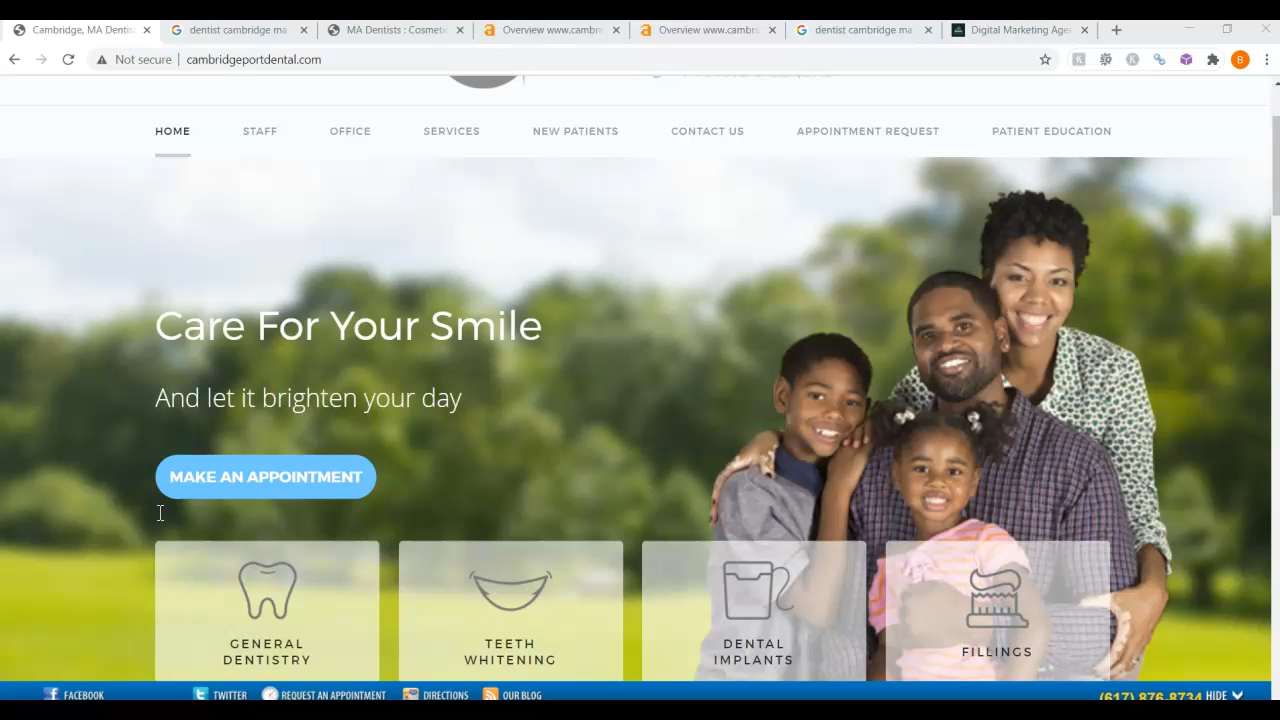 Cambridge, MA Dentis
dentist cambridge ma
MA Dentists : Cosmet
Overview www.cambr
Overview www.cambr
dentist cambridge ma
Digital Marketing Age
Not secure
cambridgeportdental.com
B
HOME
STAFF
OFFICE
SERVICES
NEW PATIENTS
CONTACT US
APPOINTMENT REQUEST
PATIENT EDUCATION
Care For Your Smile
And let it brighten your day
MAKE AN APPOINTMENT
GENERAL
DENTISTRY
TEETH
WHITENING
DENTAL
IMPLANTS
FILLINGS
FACEBOOK
TWITTER
REQUEST AN APPOINTMENT
DIRECTIONS
OUR BLOG
(617) 876-8734
HIDE